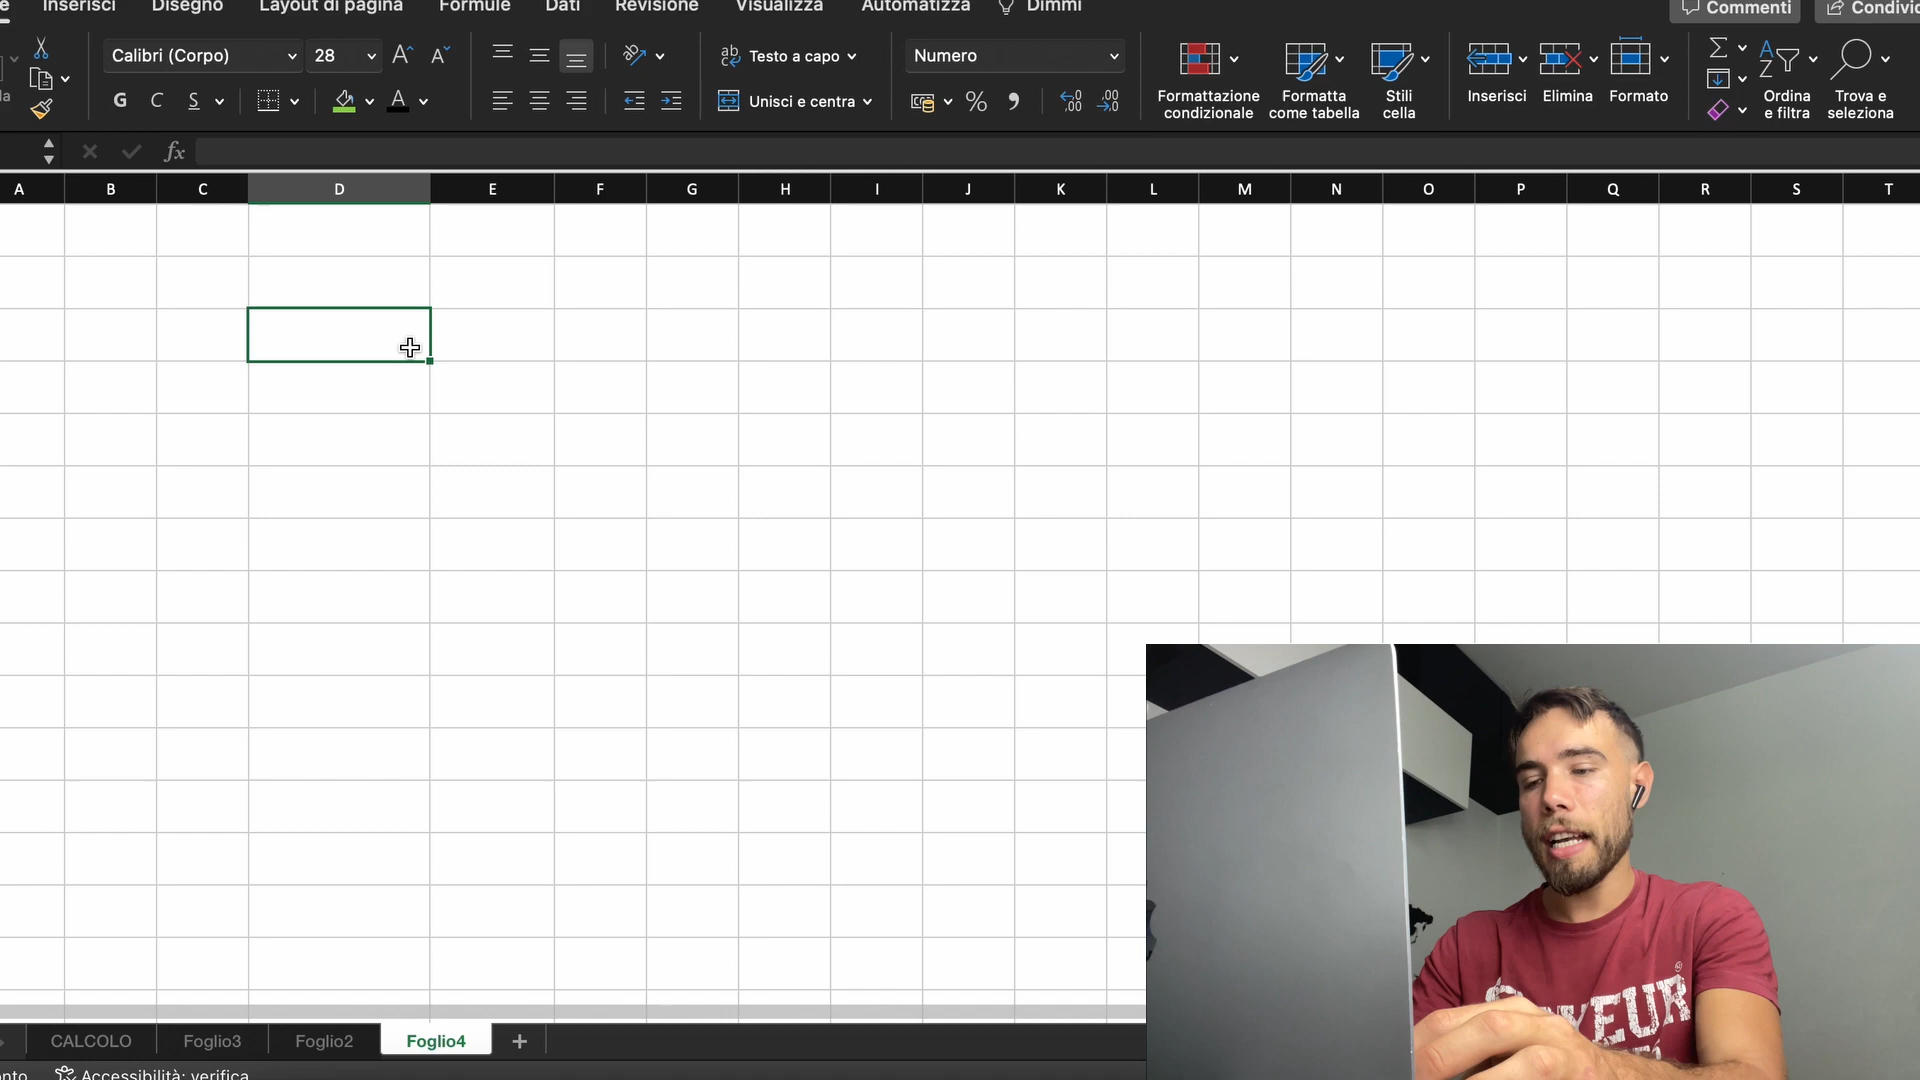 Inserisci Disegno Layout di pagina Formule Dati Revisione Visualizza Automatizza Dimmi Commenti
Calibri (Corpo) 28 Testo a capo Numero
G C S A Unisci e centra % Formattazione condizionale Formatta come tabella Stili cella Inserisci Elimina Formato Ordina e filtra Trova e seleziona
fx
A B C D E F G H I J K L M N O P Q R S T
CALCOLO Foglio3 Foglio2 Foglio4 +
Accessibilità: verifica